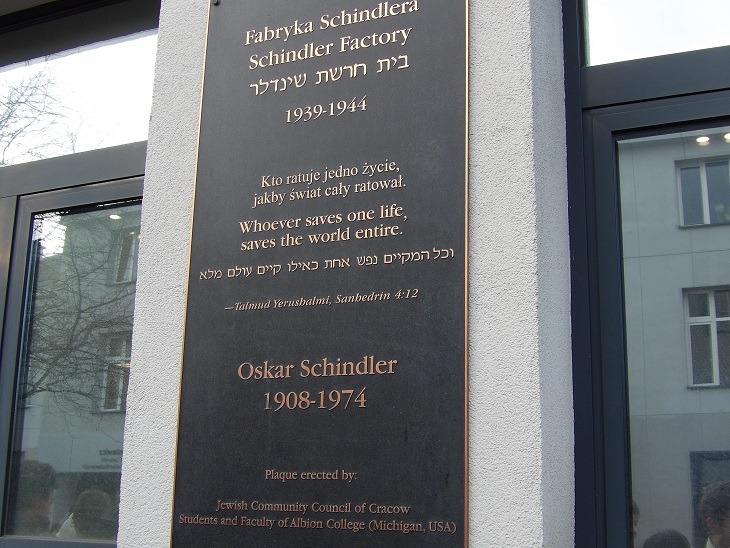 Fabryka Schindlera
Schindler Factory
בית חרשת שינדלר
1939-1944
Kto ratuje jedno życie,
jakby świat cały ratował.
Whoever saves one life,
saves the world entire.
וכל המקיים נפש אחת כאילו קיים עולם מלא
—Talmud Yerushalmi, Sanhedrin 4:12
Oskar Schindler
1908-1974
Plaque erected by:
Jewish Community Council of Cracow
Students and Faculty of Albion College (Michigan, USA)